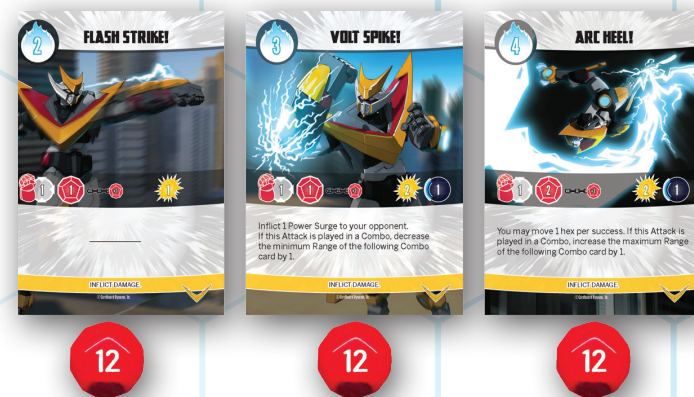 2
FLASH STRIKE!
1
1
1
INFLICT DAMAGE.
12
3
VOLT SPIKE!
1
1
2
1
Inflict 1 Power Surge to your opponent.
If this Attack is played in a Combo, decrease
the minimum Range of the following Combo
card by 1.
INFLICT DAMAGE.
12
4
ARC HEEL!
1
2
2
1
You may move 1 hex per success. If this Attack is
played in a Combo, increase the maximum Range
of the following Combo card by 1.
INFLICT DAMAGE.
12